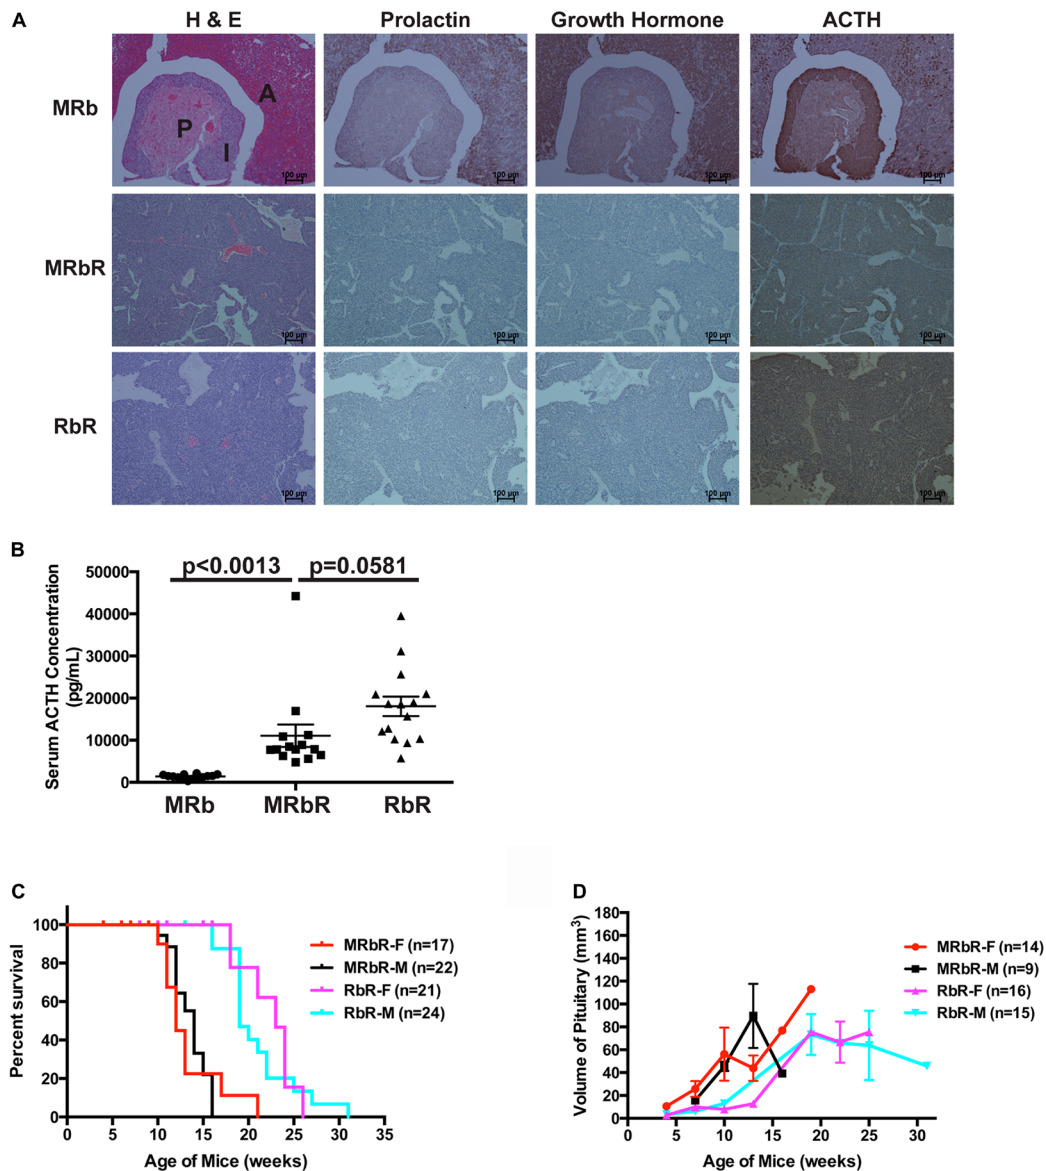 A
H & E
Prolactin
Growth Hormone
ACTH
MRb
A
P
I
100 μm
100 μm
100 μm
100 μm
MRbR
100 μm
100 μm
100 μm
100 μm
RbR
100 μm
100 μm
100 μm
100 μm
B
p<0.0013
p=0.0581
Serum ACTH Concentration
(pg/mL)
50000
40000
30000
20000
10000
0
MRb
MRbR
RbR
C
Percent survival
100
80
60
40
20
0
0 5 10 15 20 25 30 35
Age of Mice (weeks)
MRbR-F (n=17)
MRbR-M (n=22)
RbR-F (n=21)
RbR-M (n=24)
D
Volume of Pituitary (mm³)
180
160
140
120
100
80
60
40
20
0
0 5 10 15 20 25 30
Age of Mice (weeks)
MRbR-F (n=14)
MRbR-M (n=9)
RbR-F (n=16)
RbR-M (n=15)